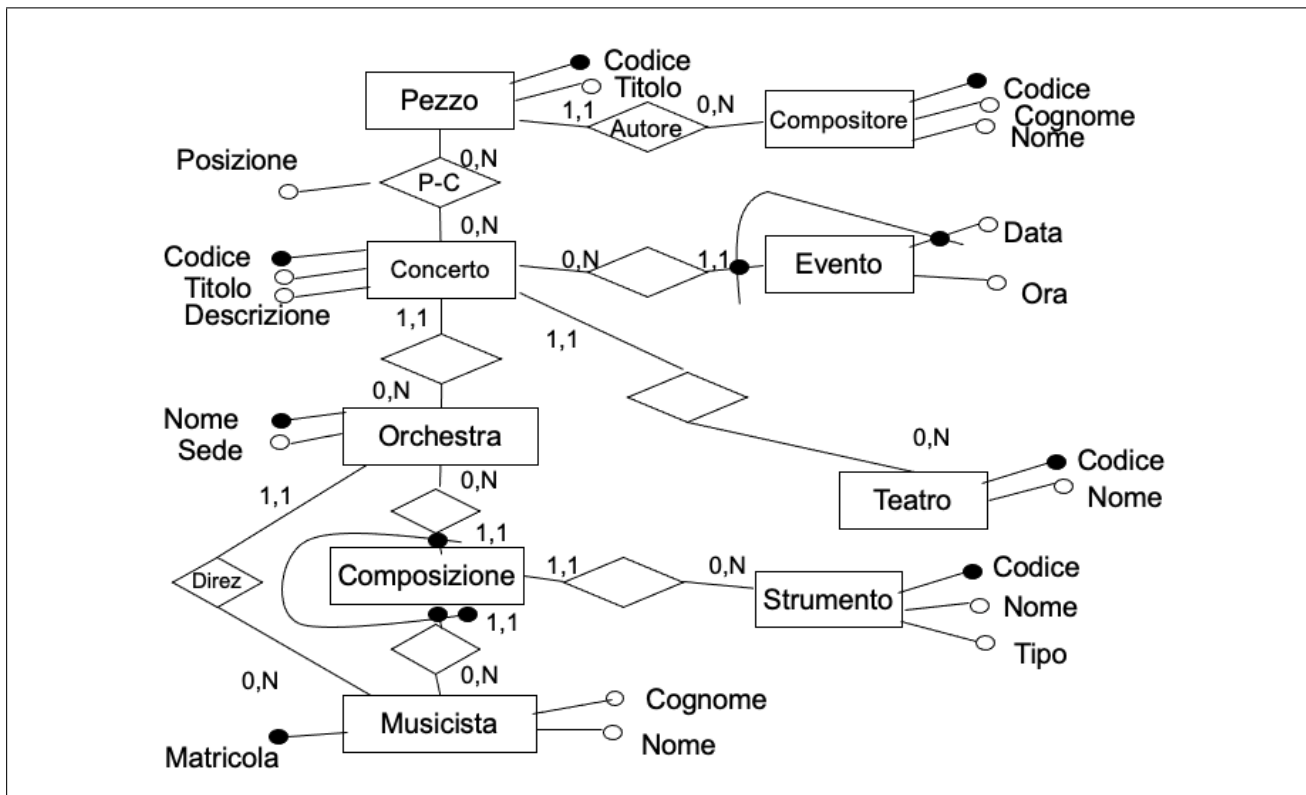 Codice
Titolo
Pezzo
1,1
0,N
Autore
Compositore
Codice
Cognome
Nome
Posizione
0,N
P-C
0,N
Codice
Titolo
Descrizione
Concerto
0,N
1,1
Evento
Data
Ora
1,1
1,1
0,N
Nome
Sede
Orchestra
0,N
Codice
Nome
Teatro
1,1
0,N
1,1
Direz
Composizione
1,1
0,N
Strumento
Codice
Nome
Tipo
1,1
0,N
0,N
Musicista
Cognome
Nome
Matricola